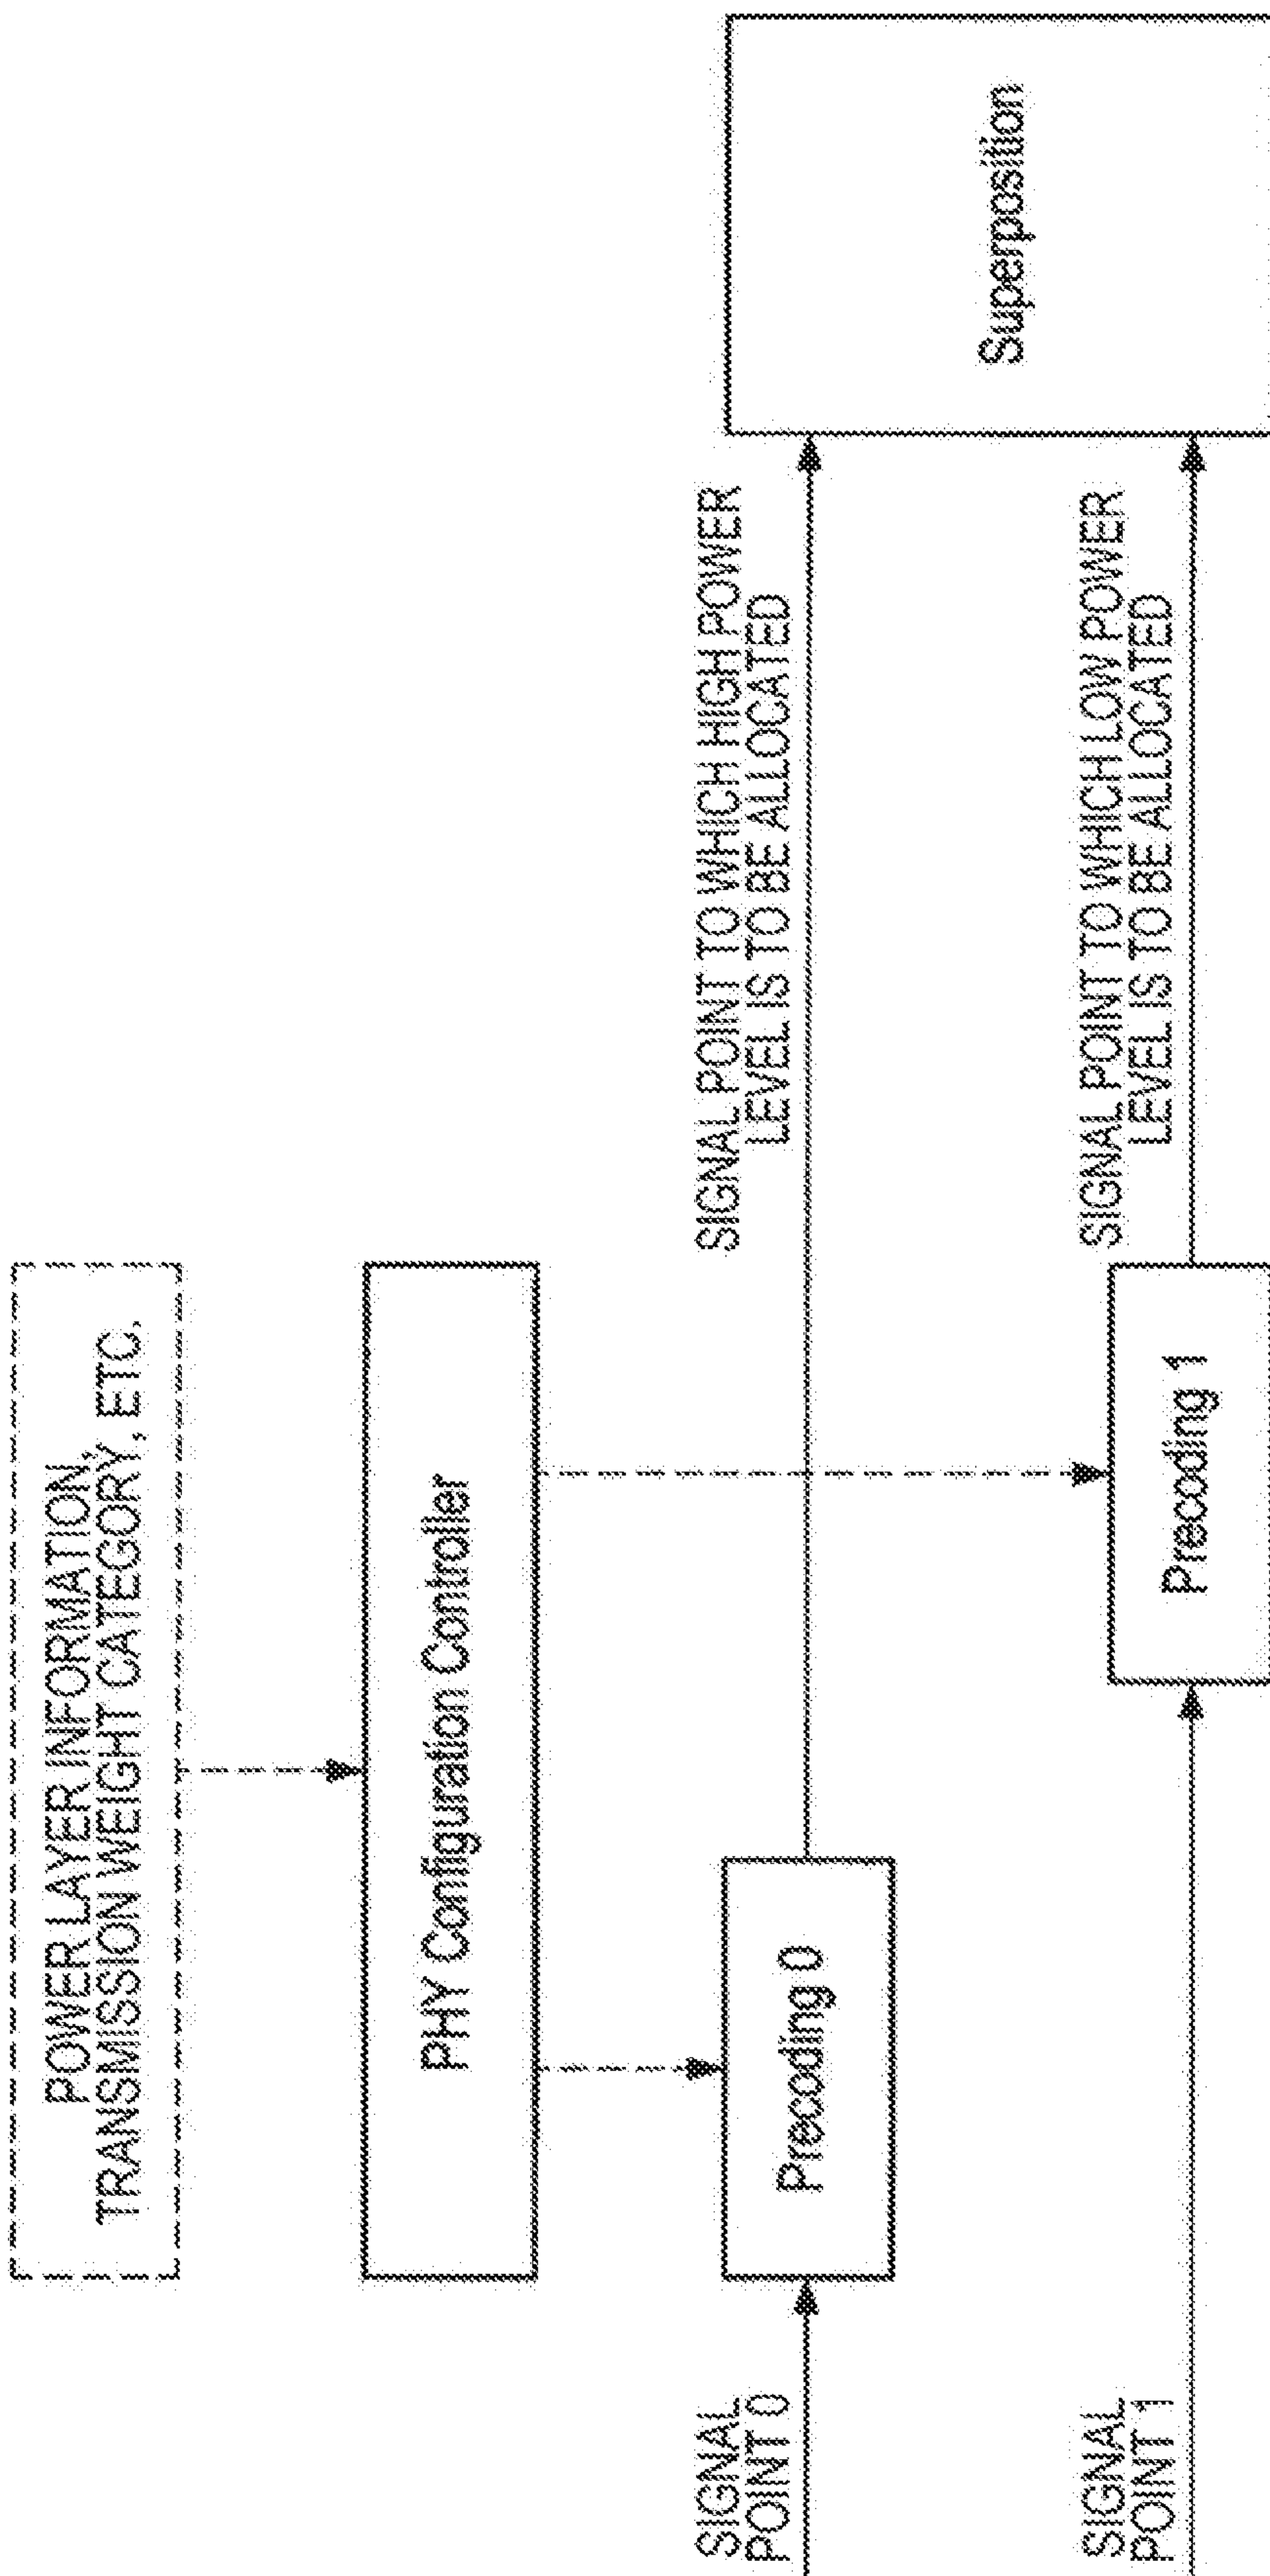 POWER LAYER INFORMATION,
TRANSMISSION WEIGHT CATEGORY, ETC.
PHY Configuration Controller
SIGNAL
POINT 0
Precoding 0
SIGNAL POINT TO WHICH HIGH POWER
LEVEL IS TO BE ALLOCATED
Superposition
SIGNAL
POINT 1
Precoding 1
SIGNAL POINT TO WHICH LOW POWER
LEVEL IS TO BE ALLOCATED